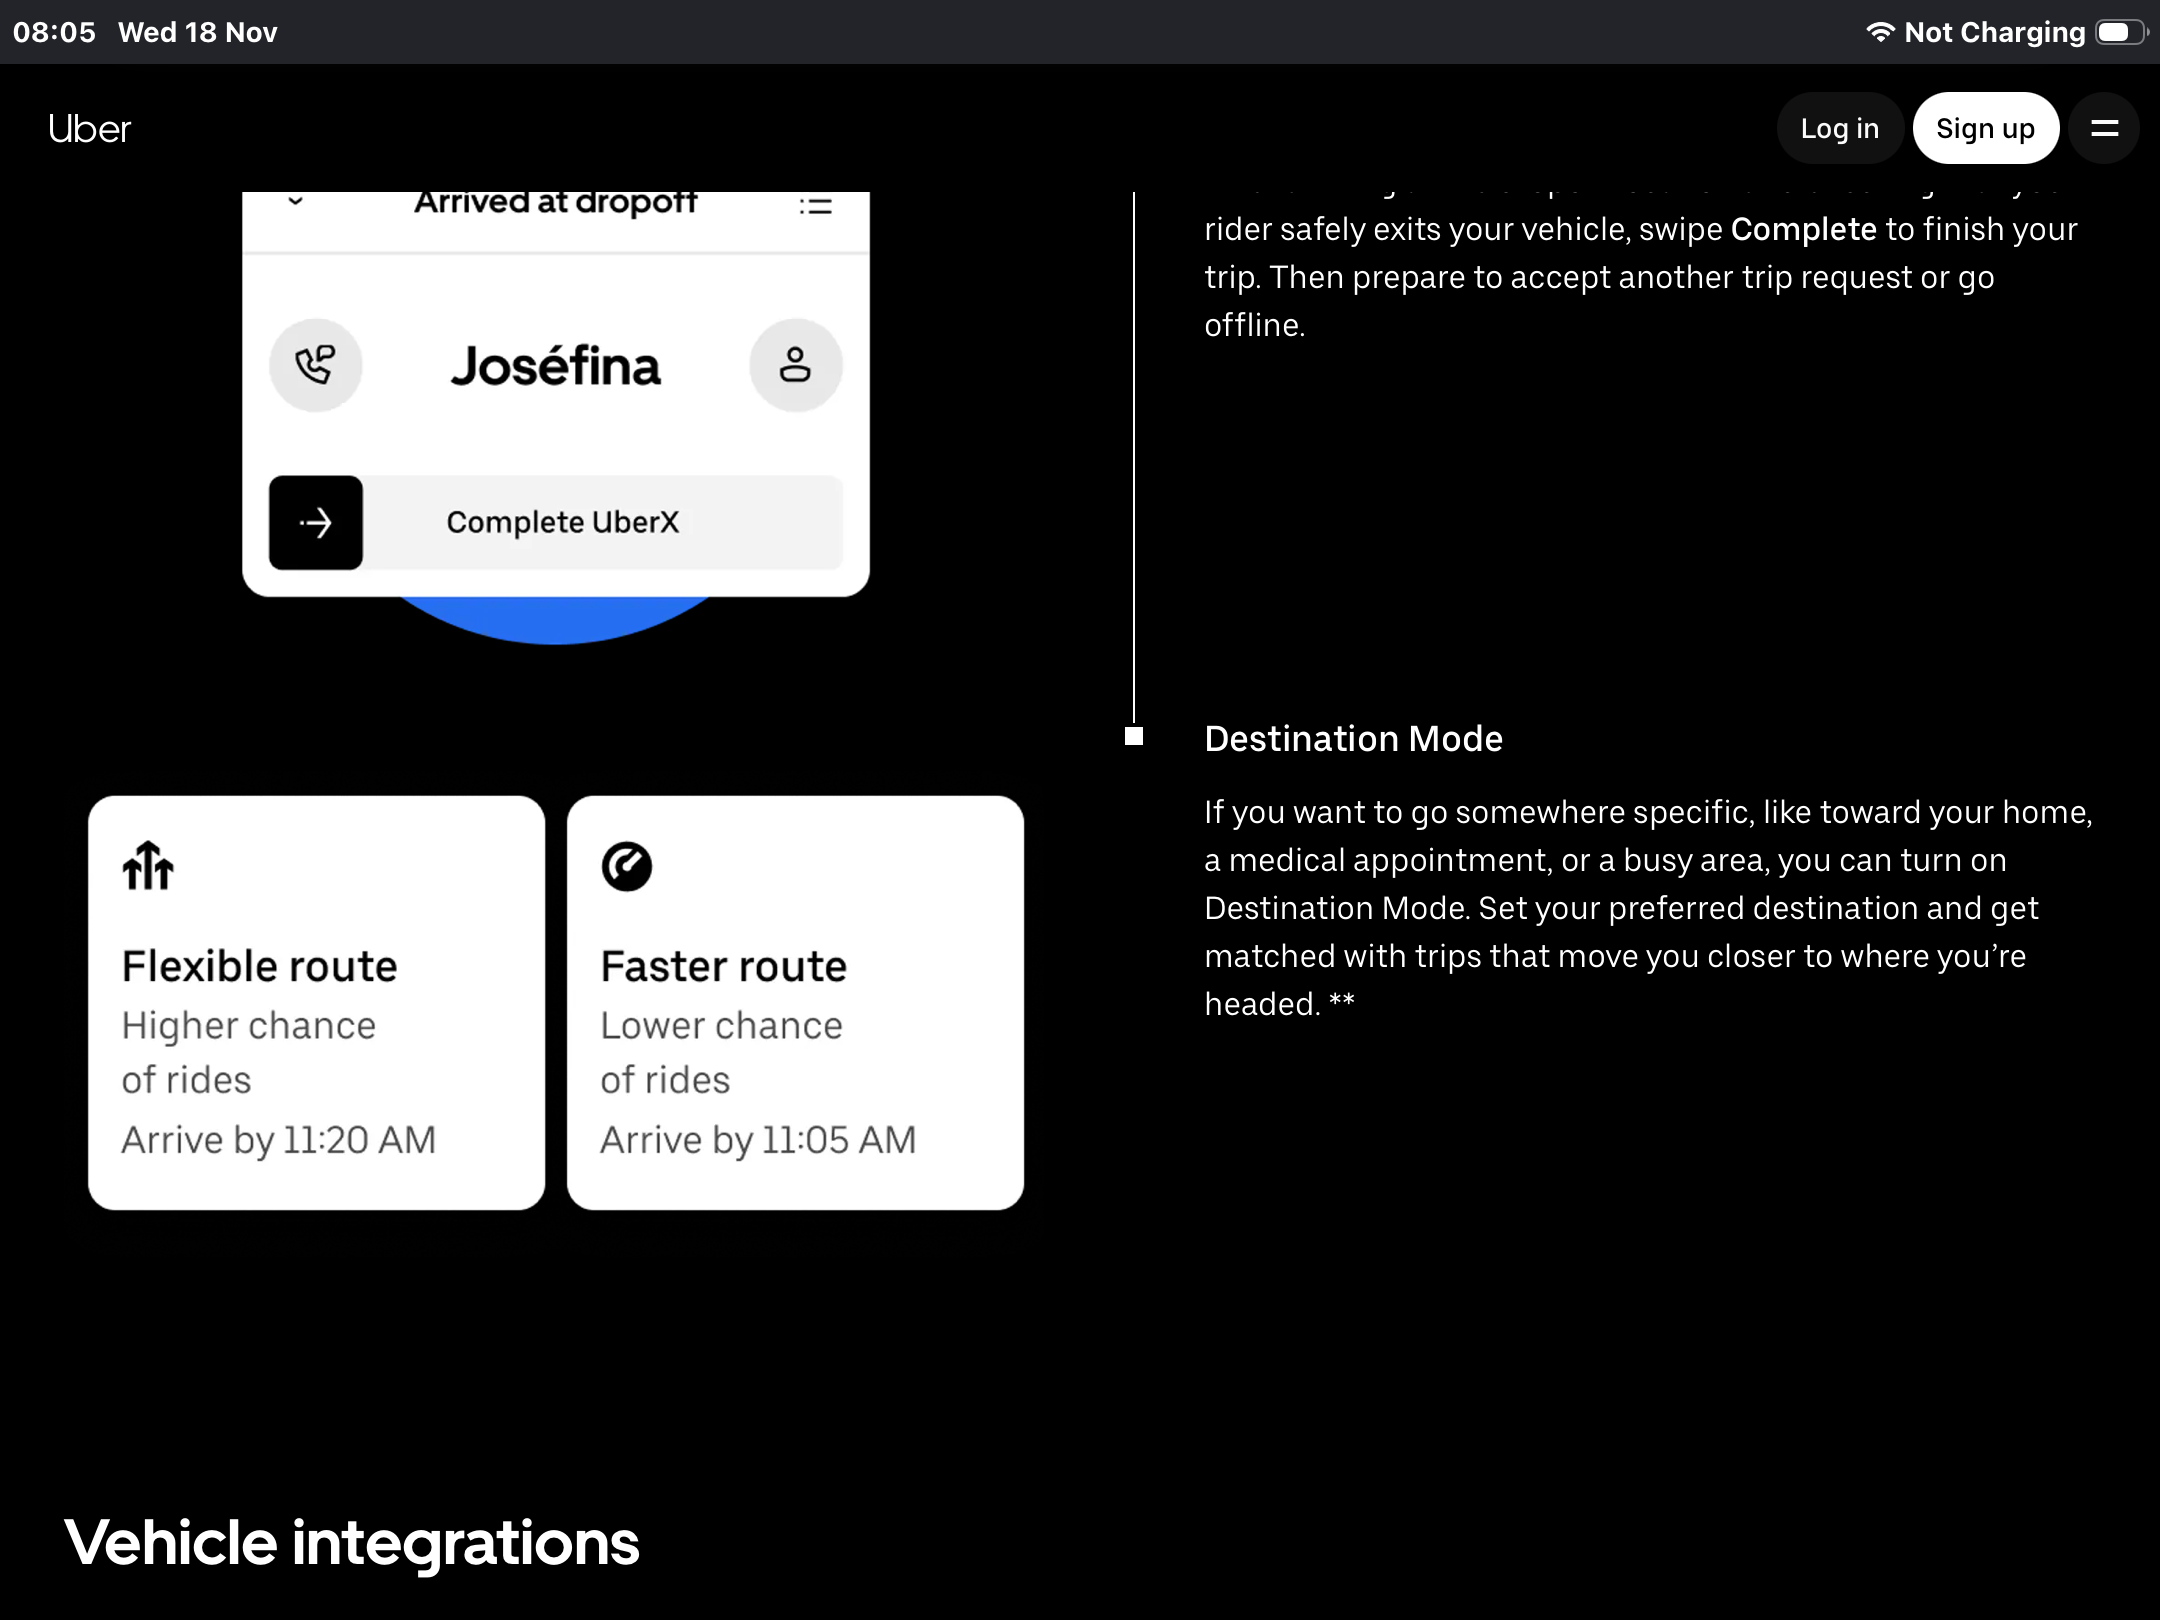 08:05 Wed 18 Nov
Not Charging
Uber
Log in
Sign up
Arrived at dropoff
Joséfina
Complete UberX
rider safely exits your vehicle, swipe Complete to finish your
trip. Then prepare to accept another trip request or go
offline.
Destination Mode
If you want to go somewhere specific, like toward your home,
a medical appointment, or a busy area, you can turn on
Destination Mode. Set your preferred destination and get
matched with trips that move you closer to where you’re
headed. **
Flexible route
Higher chance
of rides
Arrive by 11:20 AM
Faster route
Lower chance
of rides
Arrive by 11:05 AM
Vehicle integrations